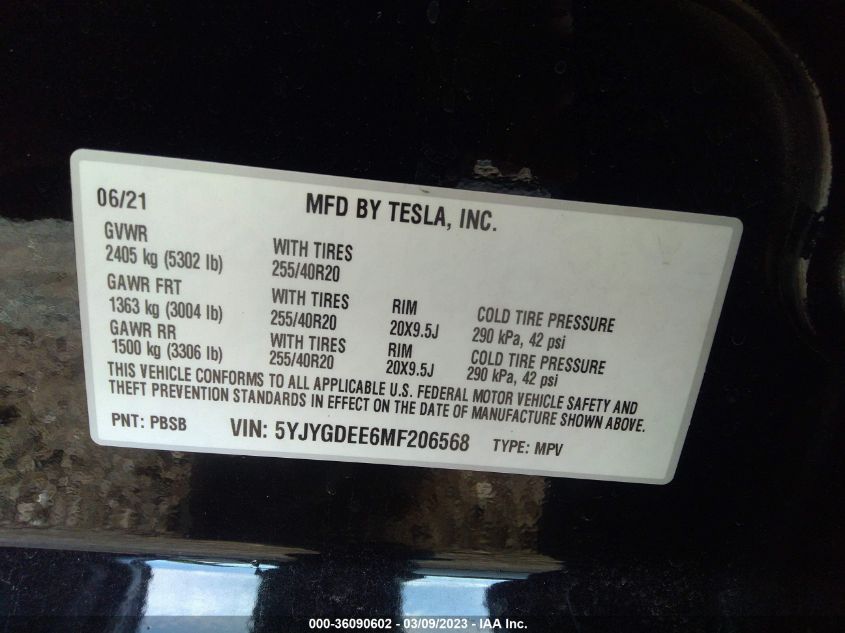 06/21 MFD BY TESLA, INC.
GVWR
2405 kg (5302 lb) WITH TIRES 255/40R20
GAWR FRT
1363 kg (3004 lb) WITH TIRES 255/40R20 RIM 20X9.5J COLD TIRE PRESSURE 290 kPa, 42 psi
GAWR RR
1500 kg (3306 lb) WITH TIRES 255/40R20 RIM 20X9.5J COLD TIRE PRESSURE 290 kPa, 42 psi
THIS VEHICLE CONFORMS TO ALL APPLICABLE U.S. FEDERAL MOTOR VEHICLE SAFETY AND
THEFT PREVENTION STANDARDS IN EFFECT ON THE DATE OF MANUFACTURE SHOWN ABOVE.
PNT: PBSB VIN: 5YJYGDEE6MF206568 TYPE: MPV
000-36090602 - 03/09/2023 - IAA Inc.